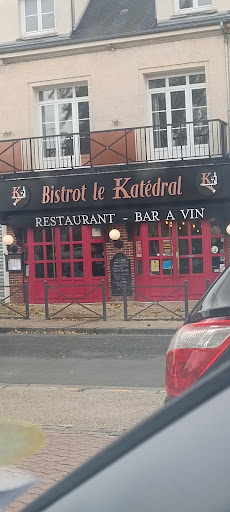 K Bistrot le Katédral K
RESTAURANT - BAR A VIN